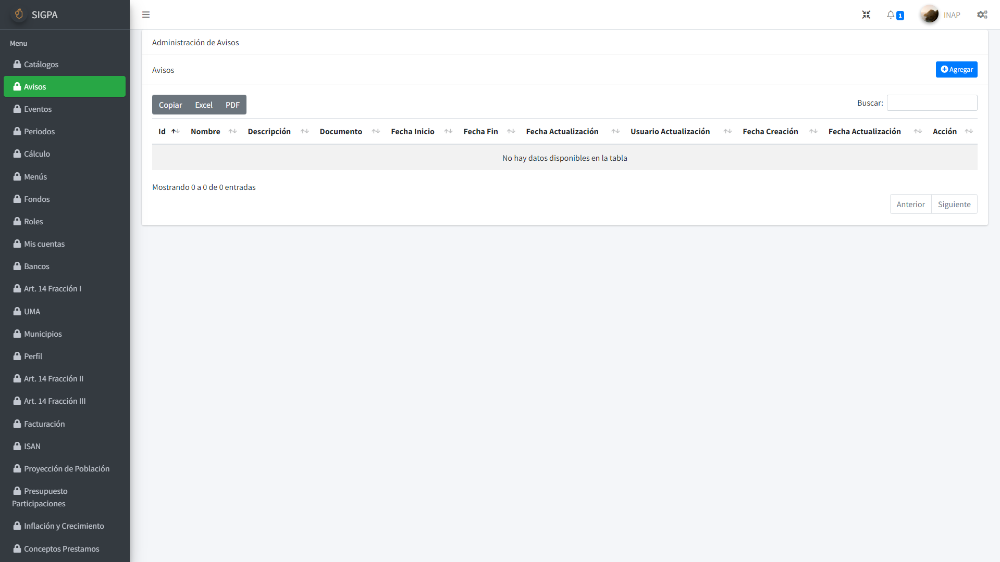 SIGPA
1
INAP
Menu
Catálogos
Avisos
Eventos
Periodos
Cálculo
Menús
Fondos
Roles
Mis cuentas
Bancos
Art. 14 Fracción I
UMA
Municipios
Perfil
Art. 14 Fracción II
Art. 14 Fracción III
Facturación
ISAN
Proyección de Población
Presupuesto
Participaciones
Inflación y Crecimiento
Conceptos Prestamos
Administración de Avisos
Avisos
Agregar
Copiar Excel PDF
Buscar:
Id Nombre Descripción Documento Fecha Inicio Fecha Fin Fecha Actualización Usuario Actualización Fecha Creación Fecha Actualización Acción
No hay datos disponibles en la tabla
Mostrando 0 a 0 de 0 entradas
Anterior Siguiente